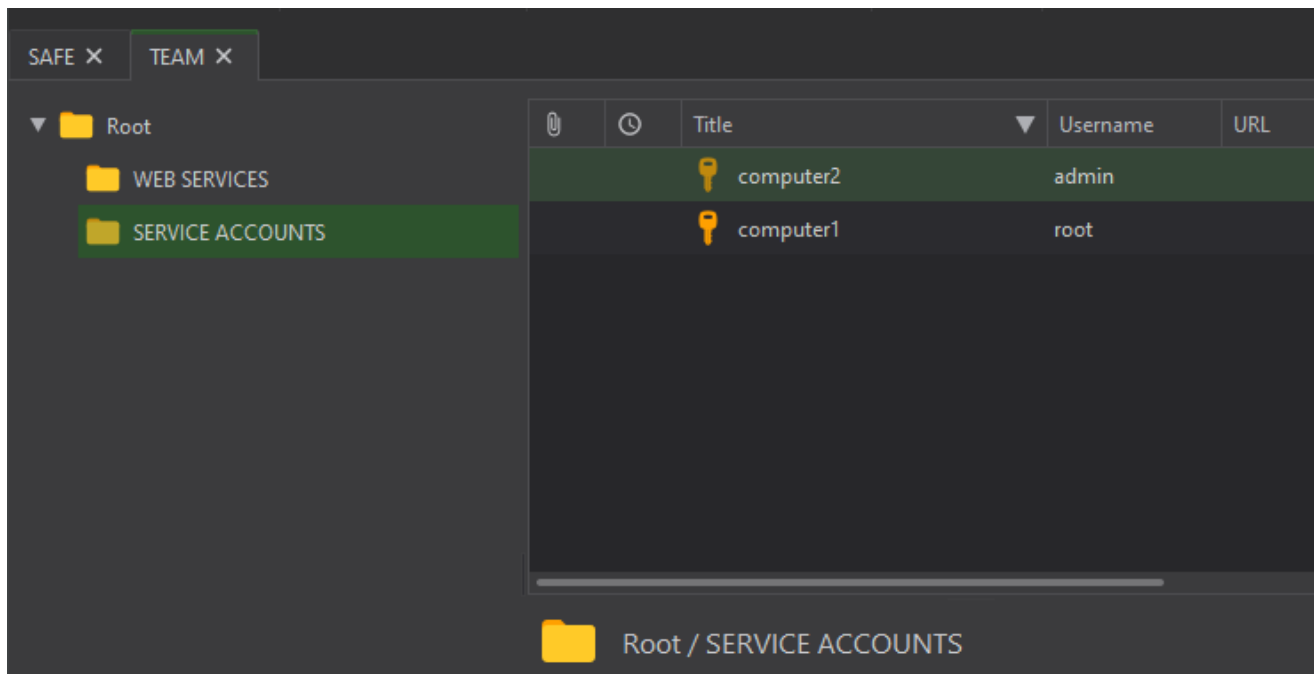 SAFE TEAM
Root
WEB SERVICES
SERVICE ACCOUNTS
Title Username URL
computer2 admin
computer1 root
Root / SERVICE ACCOUNTS